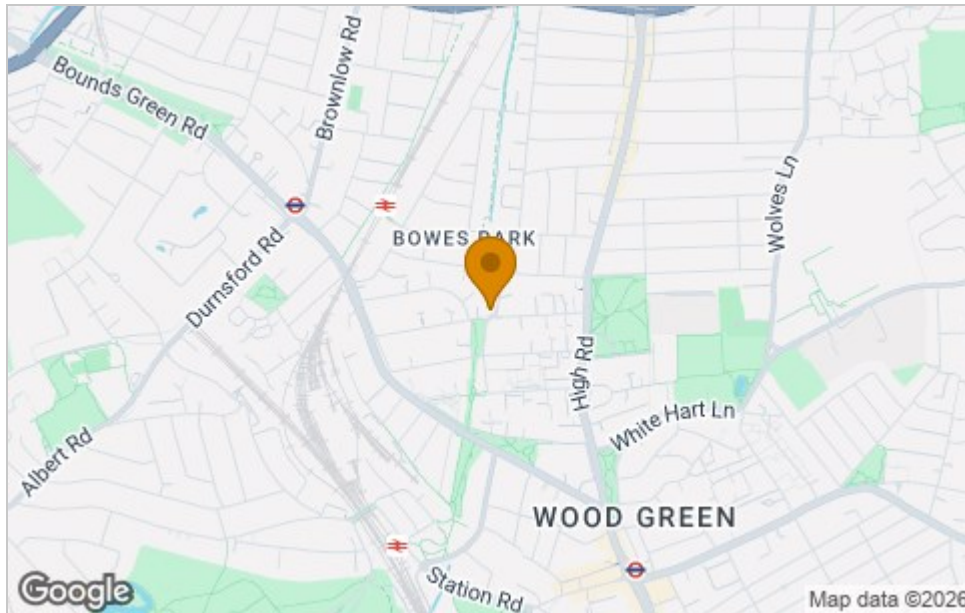 Bounds Green Rd
Brownlow Rd
Wolves Ln
BOWES PARK
Durnsford Rd
High Rd
White Hart Ln
Albert Rd
WOOD GREEN
Station Rd
Google
Map data ©2026